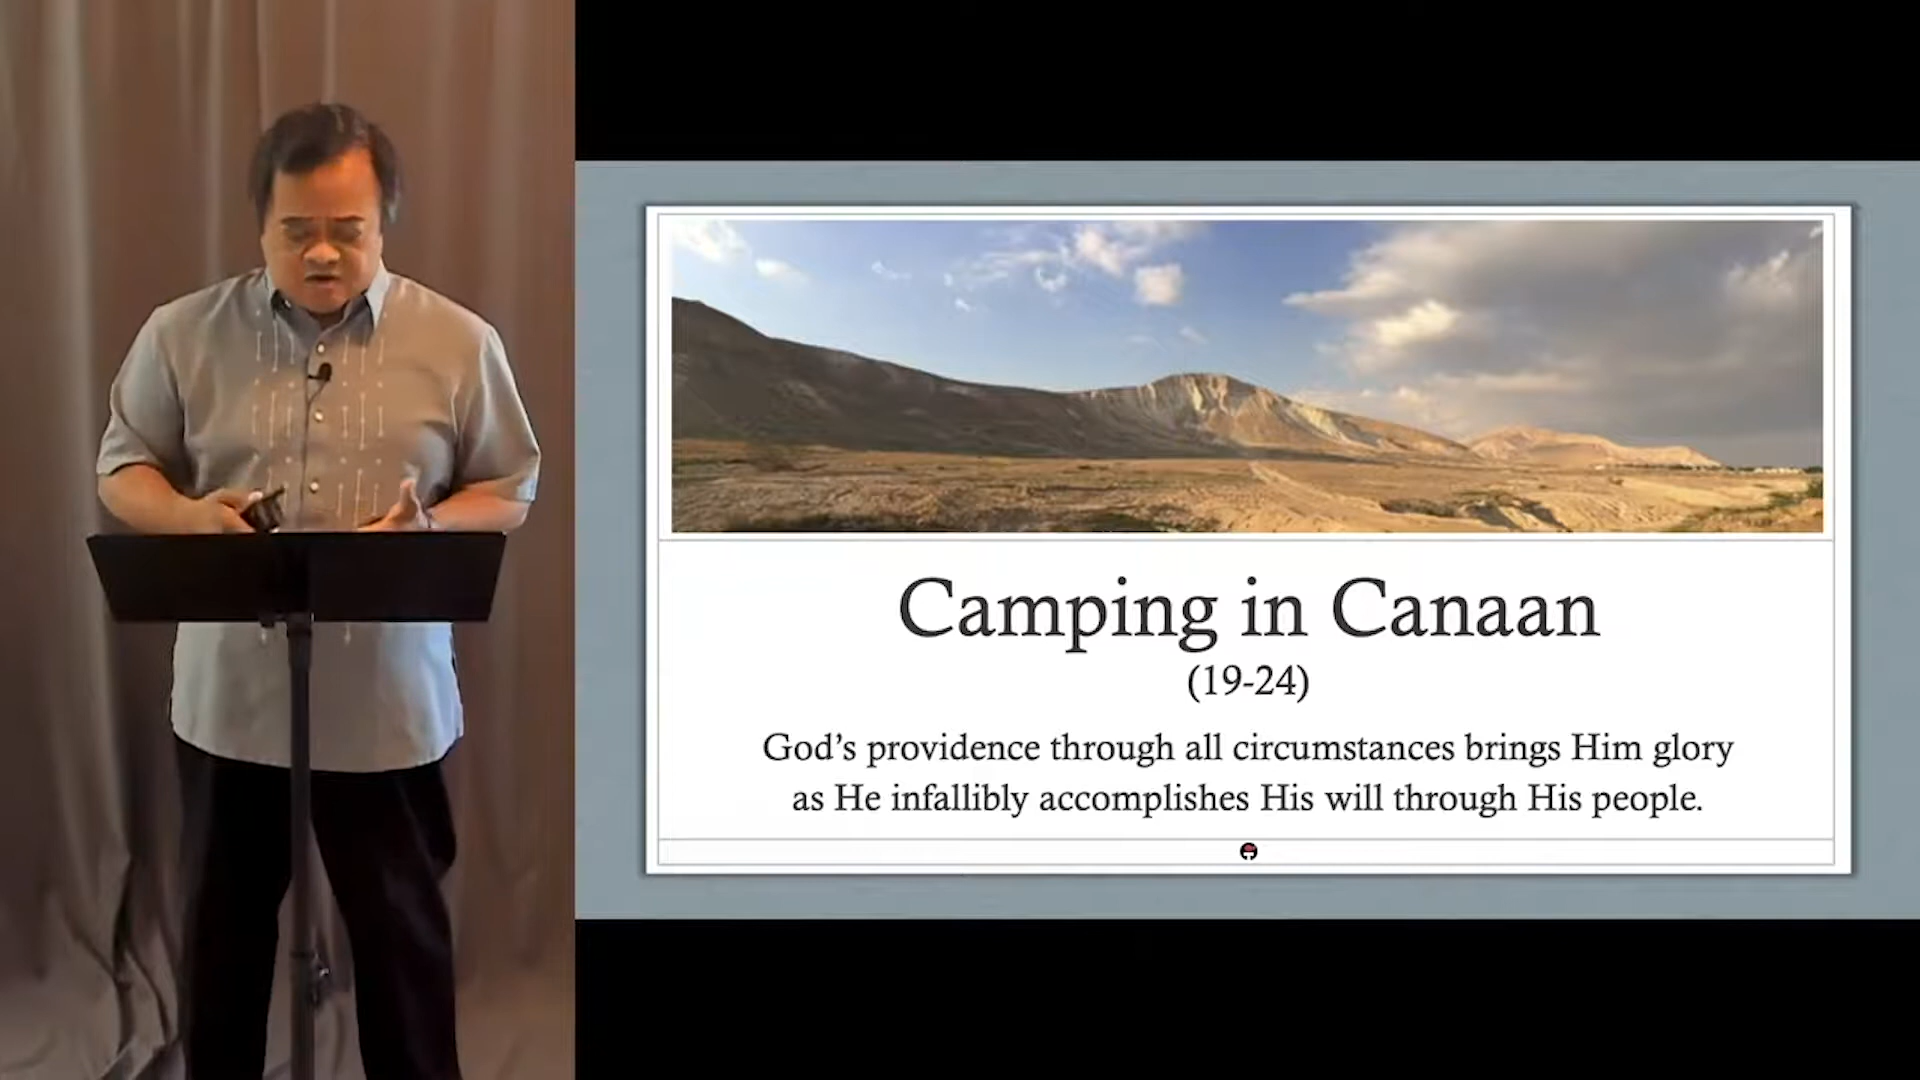 Camping in Canaan
(19-24)
God’s providence through all circumstances brings Him glory
as He infallibly accomplishes His will through His people.